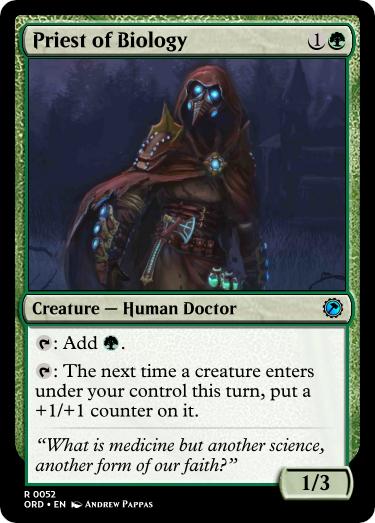 Priest of Biology 1
Creature — Human Doctor
: Add .
: The next time a creature enters
under your control this turn, put a
+1/+1 counter on it.
“What is medicine but another science,
another form of our faith?”
1/3
R 0052
ORD • EN Andrew Pappas